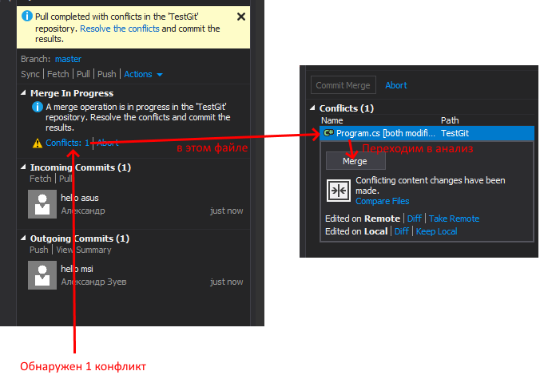 Pull completed with conflicts in the 'TestGit'
repository. Resolve the conflicts and commit the
results.
Branch: master
Sync | Fetch | Pull | Push | Actions
Merge In Progress
A merge operation is in progress in the 'TestGit'
repository. Resolve the conflicts and commit the
results.
Conflicts: 1 | Abort
в этом файле
Incoming Commits (1)
Fetch | Pull
hello asus
Александр
just now
Outgoing Commits (1)
Push | View Summary
hello msi
Александр Зуев
just now
Обнаружен 1 конфликт
Commit Merge
Abort
Conflicts (1)
Name
Path
C# Program.cs [both modifi...
TestGit
Переходим в анализ
Merge
Conflicting content changes have been
made.
Compare Files
Edited on Remote | Diff | Take Remote
Edited on Local | Diff | Keep Local